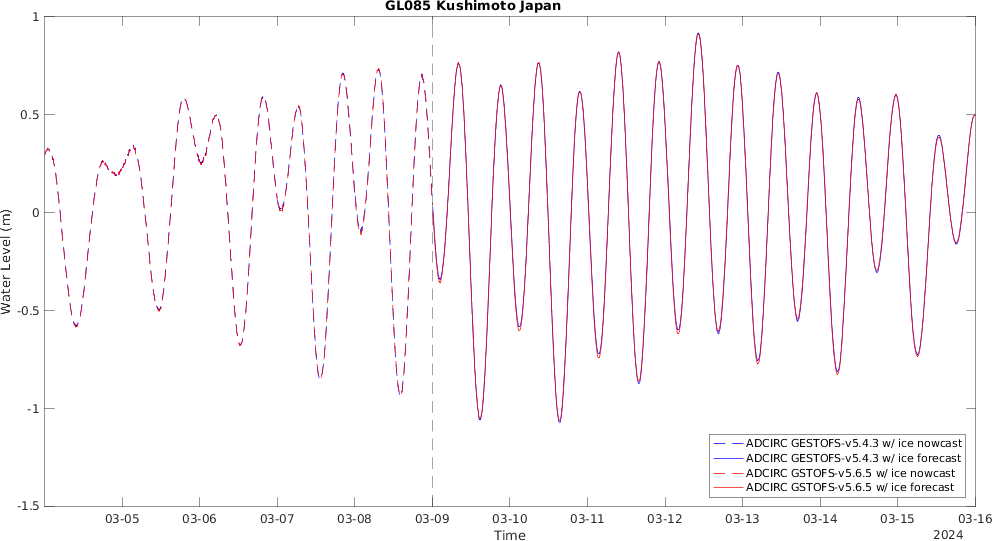 GL085 Kushimoto Japan
1
0.5
0
-0.5
-1
-1.5
Water Level (m)
ADCIRC GESTOFS-v5.4.3 w/ ice nowcast
ADCIRC GESTOFS-v5.4.3 w/ ice forecast
ADCIRC GSTOFS-v5.6.5 w/ ice nowcast
ADCIRC GSTOFS-v5.6.5 w/ ice forecast
03-05 03-06 03-07 03-08 03-09 03-10 03-11 03-12 03-13 03-14 03-15 03-16
Time
2024